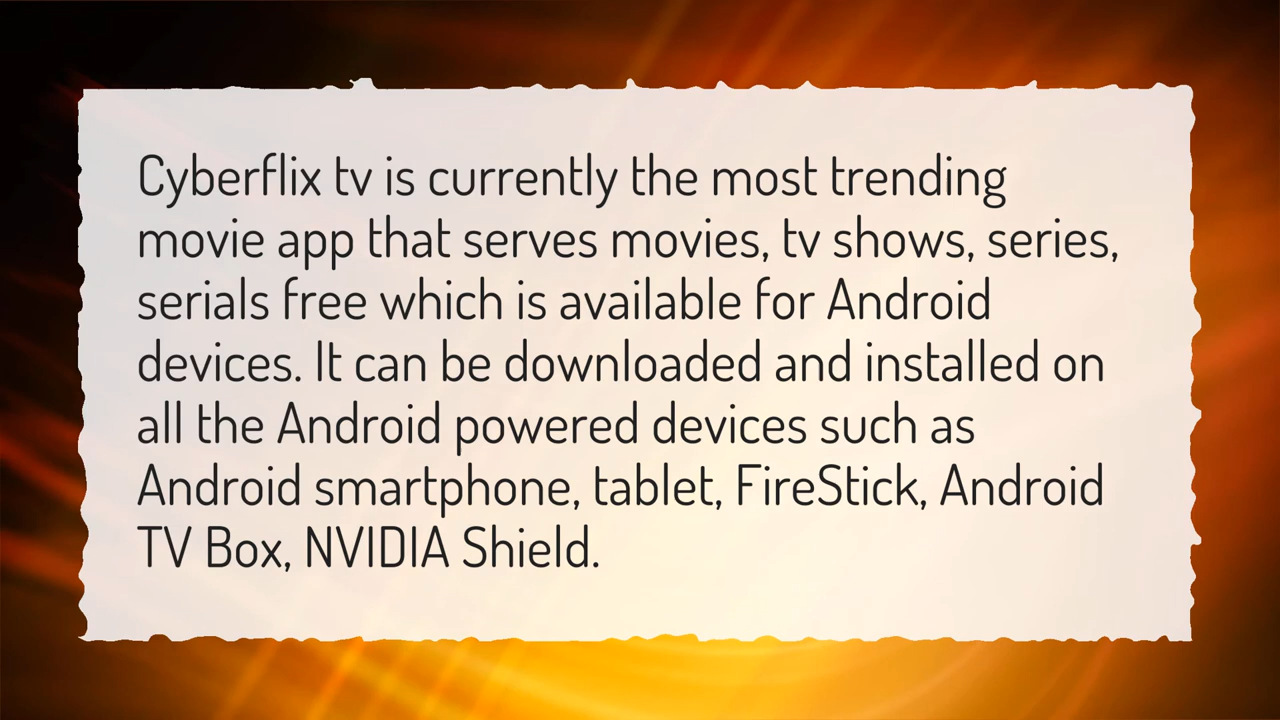 Cyberflix tv is currently the most trending
movie app that serves movies, tv shows, series,
serials free which is available for Android
devices. It can be downloaded and installed on
all the Android powered devices such as
Android smartphone, tablet, FireStick, Android
TV Box, NVIDIA Shield.